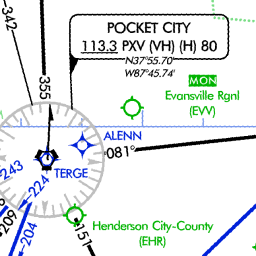 POCKET CITY
113.3 PXV (VH) (H) 80
N37°55.70'
W87°45.74'
342
355
MON
Evansville Rgnl
(EVV)
ALENN
081°
TERGE
243
224
209
204
151
Henderson City-County
(EHR)